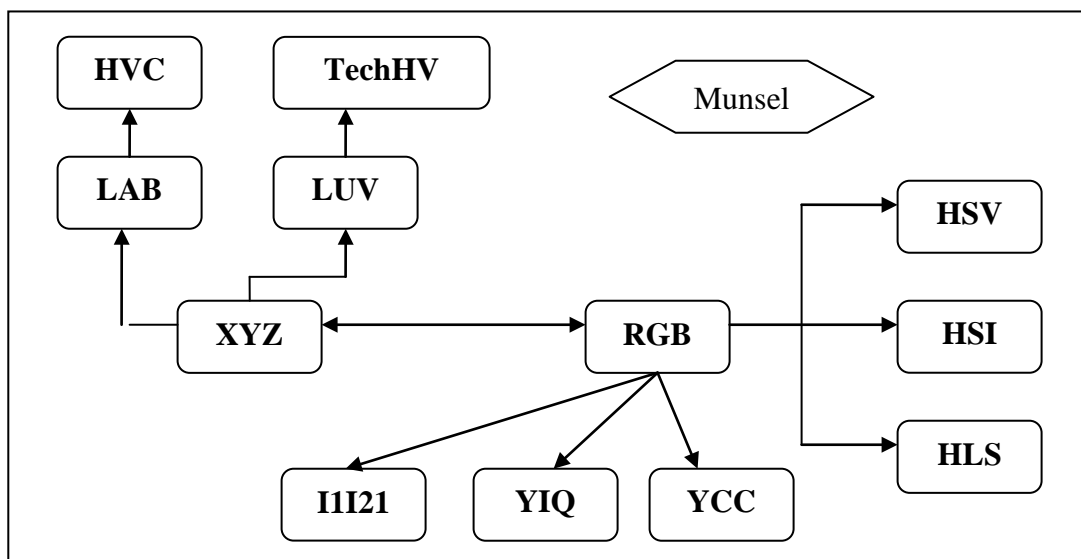 HVC
TechHV
Munsel
LAB
LUV
HSV
XYZ
RGB
HSI
HLS
I1I21
YIQ
YCC